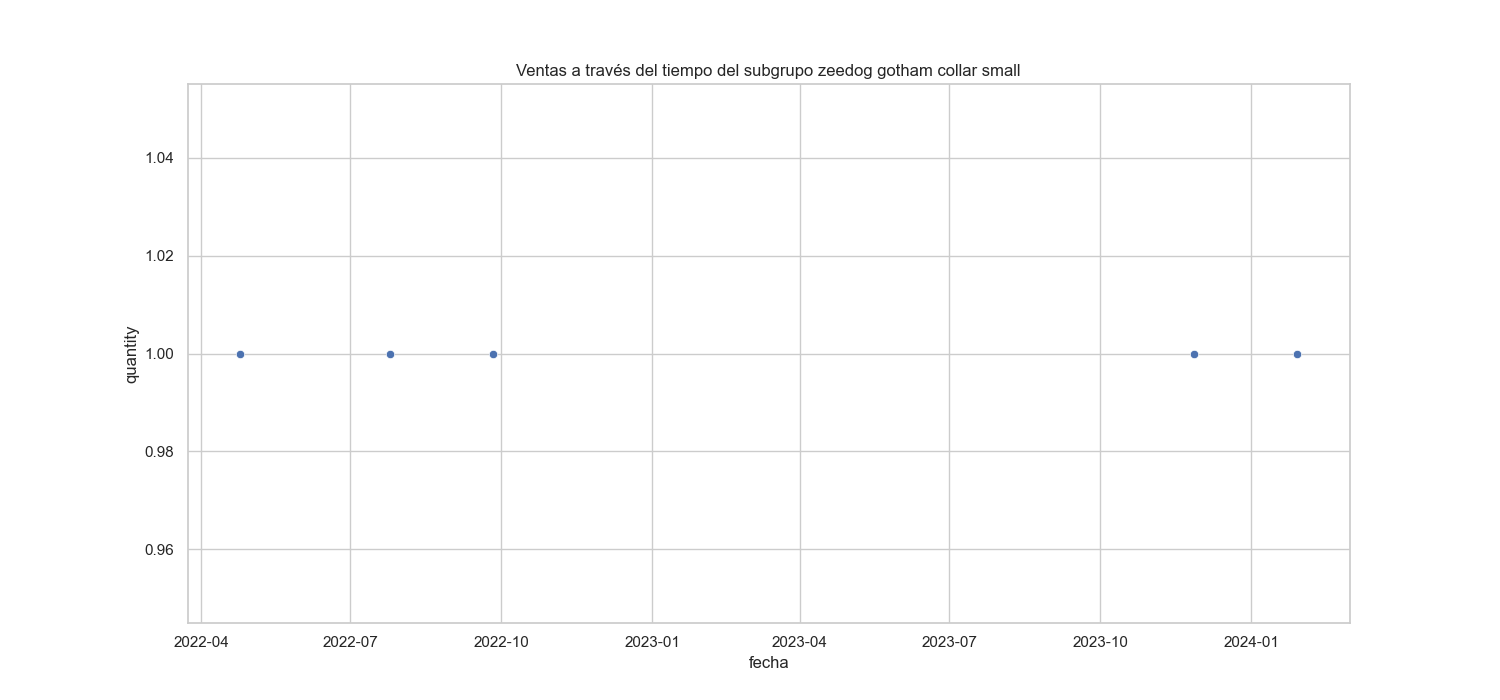 Ventas a través del tiempo del subgrupo zeedog gotham collar small
1.04
1.02
1.00
0.98
0.96
quantity
2022-04 2022-07 2022-10 2023-01 2023-04 2023-07 2023-10 2024-01
fecha